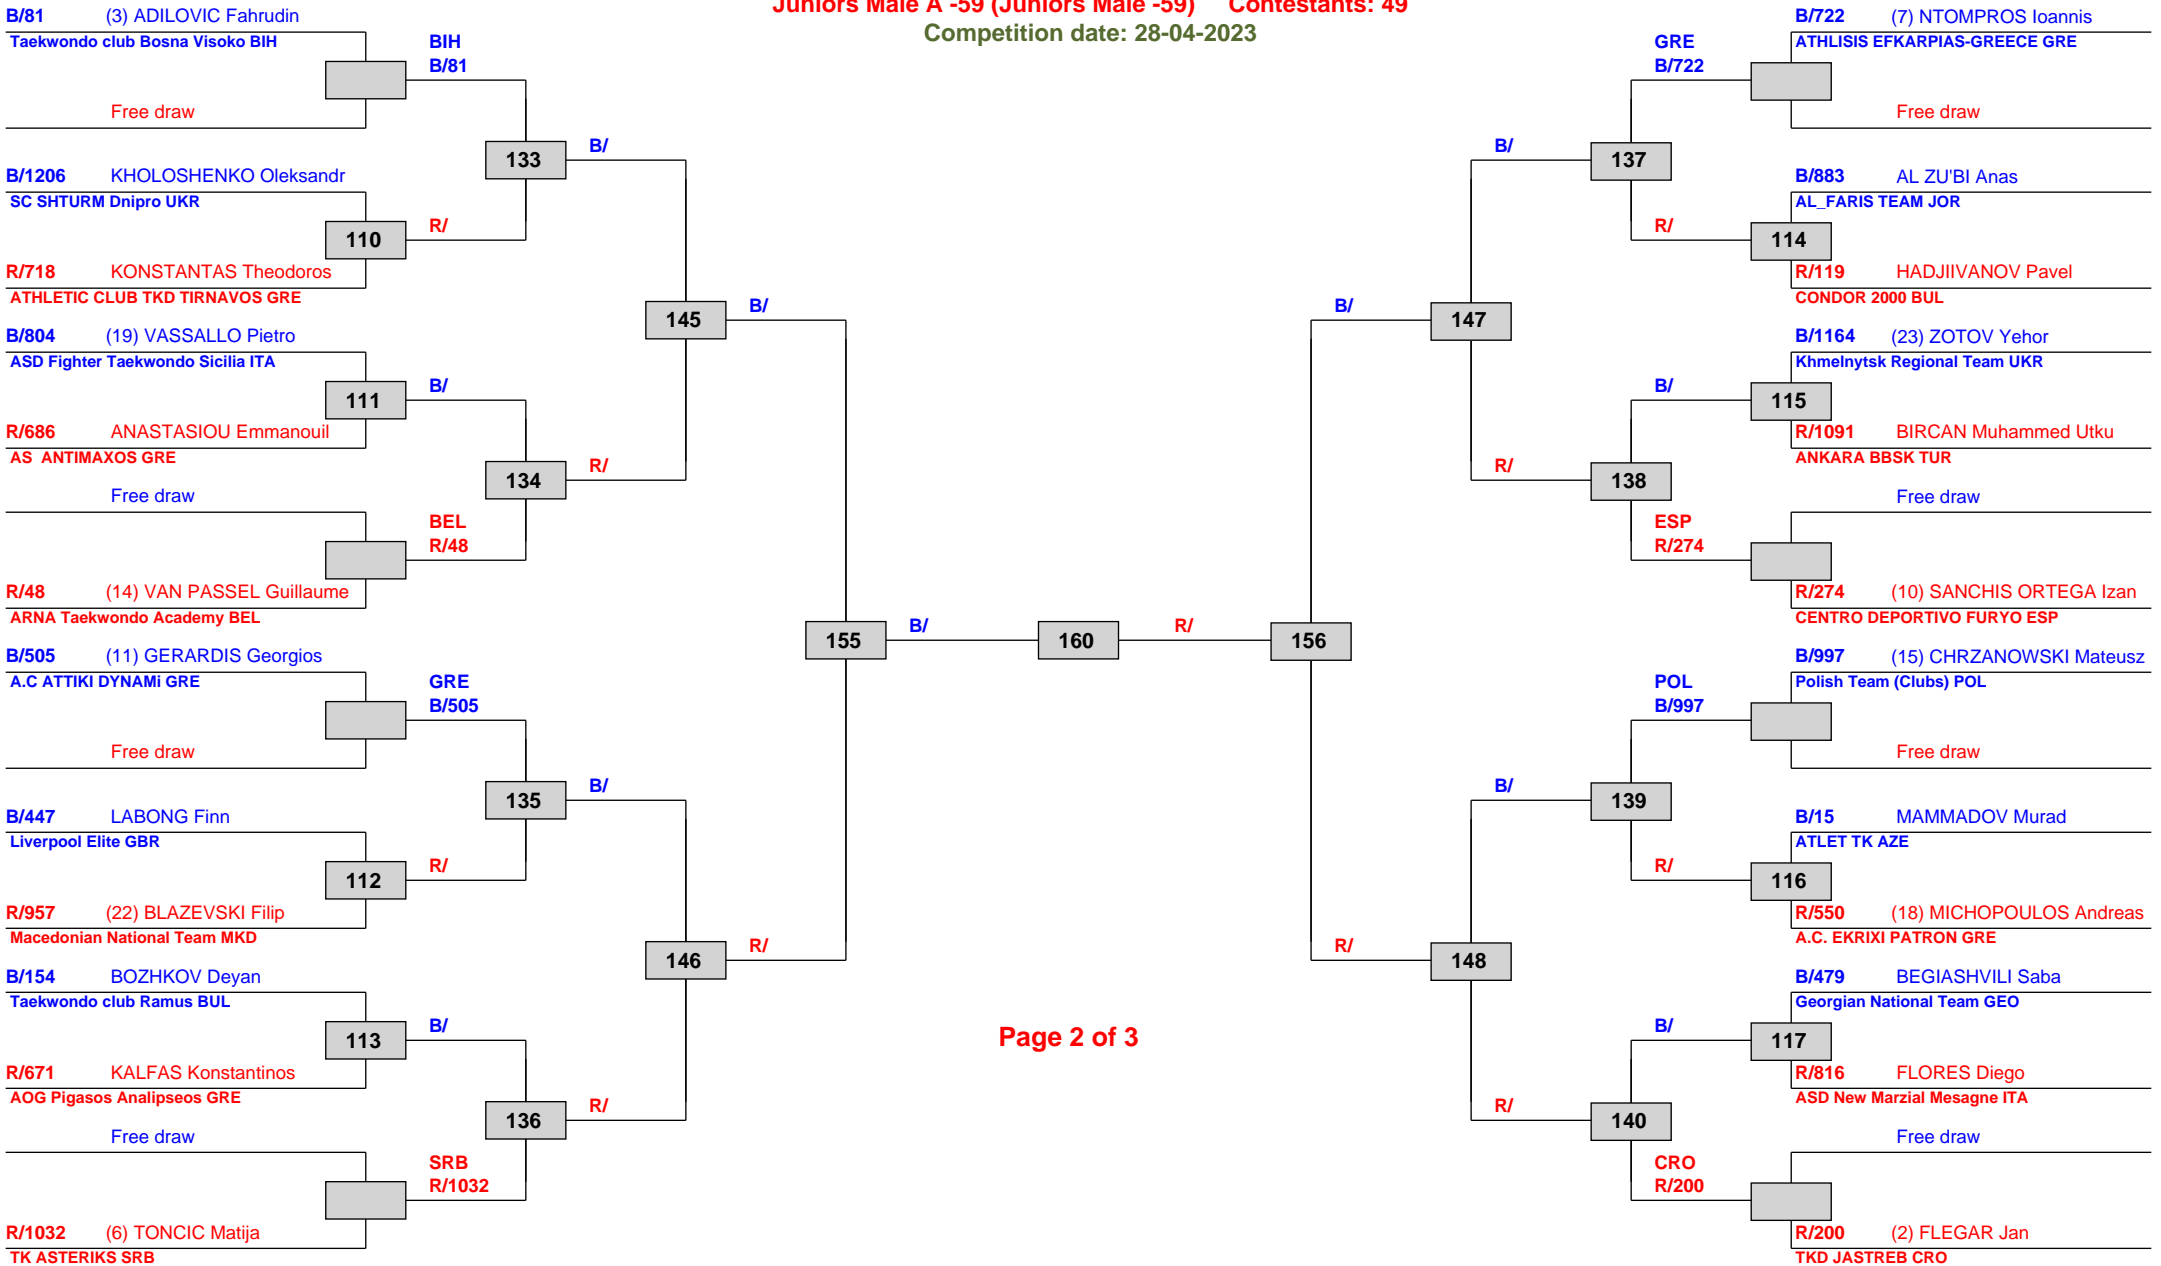 Juniors Male A -59 (Juniors Male -59) Contestants: 49
Competition date: 28-04-2023
B/81 (3) ADILOVIC Fahrudin
Taekwondo club Bosna Visoko BIH
BIH
B/81
Free draw
133
B/
B/1206 KHOLOSHENKO Oleksandr
SC SHTURM Dnipro UKR
110
R/
R/718 KONSTANTAS Theodoros
ATHLETIC CLUB TKD TIRNAVOS GRE
145
B/
B/804 (19) VASSALLO Pietro
ASD Fighter Taekwondo Sicilia ITA
111
B/
R/686 ANASTASIOU Emmanouil
AS ANTIMAXOS GRE
134
R/
Free draw
BEL
R/48
R/48 (14) VAN PASSEL Guillaume
ARNA Taekwondo Academy BEL
155
B/
160
R/
156
B/505 (11) GERARDIS Georgios
A.C ATTIKI DYNAMi GRE
GRE
B/505
Free draw
135
B/
B/447 LABONG Finn
Liverpool Elite GBR
112
R/
R/957 (22) BLAZEVSKI Filip
Macedonian National Team MKD
146
R/
B/154 BOZHKOV Deyan
Taekwondo club Ramus BUL
113
B/
R/671 KALFAS Konstantinos
AOG Pigasos Analipseos GRE
136
R/
Free draw
SRB
R/1032
R/1032 (6) TONCIC Matija
TK ASTERIKS SRB
Page 2 of 3
B/722 (7) NTOMPROS Ioannis
ATHLISIS EFKARPIAS-GREECE GRE
GRE
B/722
Free draw
B/
137
B/883 AL ZU'BI Anas
AL_FARIS TEAM JOR
R/
114
R/119 HADJIIVANOV Pavel
CONDOR 2000 BUL
B/
147
B/1164 (23) ZOTOV Yehor
Khmelnytsk Regional Team UKR
B/
115
R/1091 BIRCAN Muhammed Utku
ANKARA BBSK TUR
R/
138
Free draw
ESP
R/274
R/274 (10) SANCHIS ORTEGA Izan
CENTRO DEPORTIVO FURYO ESP
B/997 (15) CHRZANOWSKI Mateusz
Polish Team (Clubs) POL
POL
B/997
Free draw
B/
139
B/15 MAMMADOV Murad
ATLET TK AZE
R/
116
R/550 (18) MICHOPOULOS Andreas
A.C. EKRIXI PATRON GRE
R/
148
B/479 BEGIASHVILI Saba
Georgian National Team GEO
B/
117
R/816 FLORES Diego
ASD New Marzial Mesagne ITA
R/
140
Free draw
CRO
R/200
R/200 (2) FLEGAR Jan
TKD JASTREB CRO